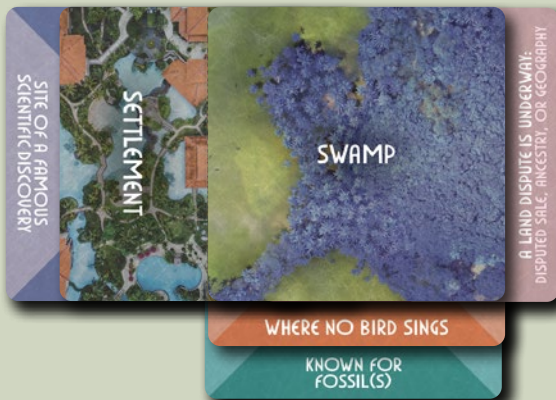 SITE OF A FAMOUS
SCIENTIFIC DISCOVERY
SETTLEMENT
SWAMP
A LAND DISPUTE IS UNDERWAY:
DISPUTED SALE, ANCESTRY, OR GEOGRAPHY
WHERE NO BIRD SINGS
KNOWN FOR
FOSSIL(S)